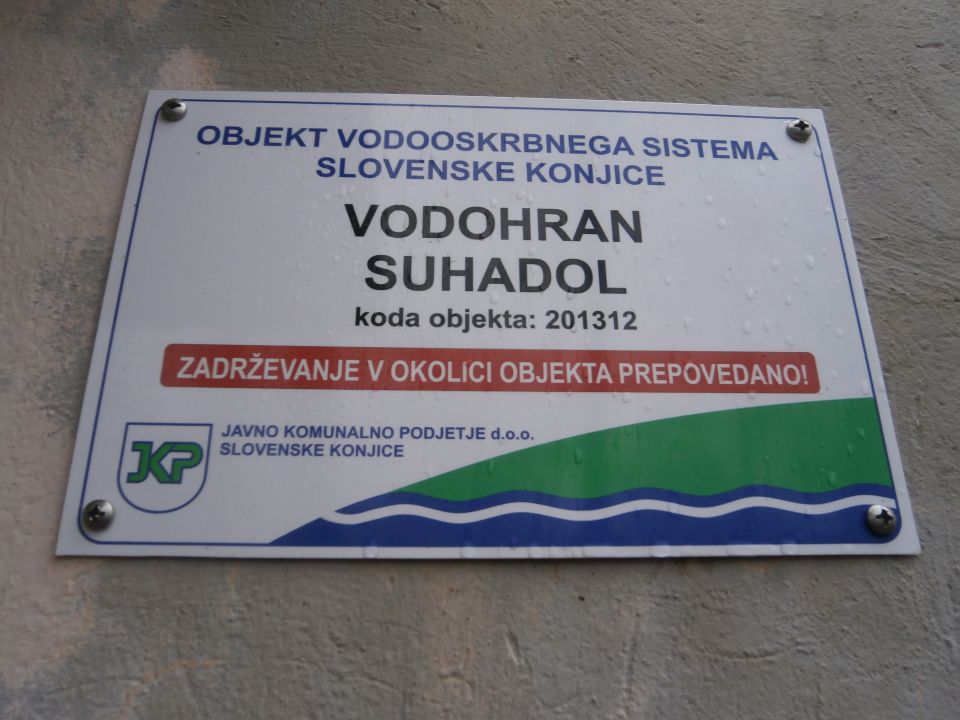 OBJEKT VODOOSKRBNEGA SISTEMA
SLOVENSKE KONJICE
VODOHRAN
SUHADOL
koda objekta: 201312
ZADRŽEVANJE V OKOLICI OBJEKTA PREPOVEDANO!
JKP
JAVNO KOMUNALNO PODJETJE d.o.o.
SLOVENSKE KONJICE